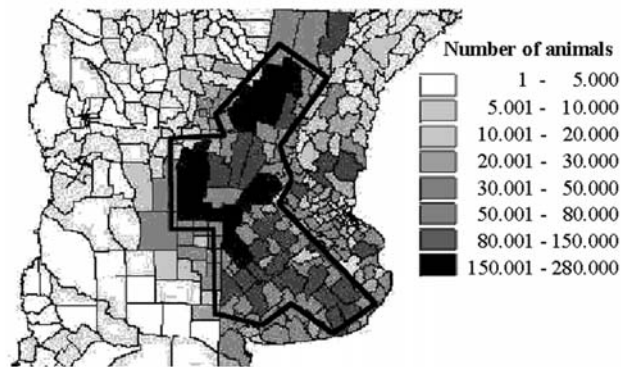 Number of animals
1 - 5.000
5.001 - 10.000
10.001 - 20.000
20.001 - 30.000
30.001 - 50.000
50.001 - 80.000
80.001 - 150.000
150.001 - 280.000